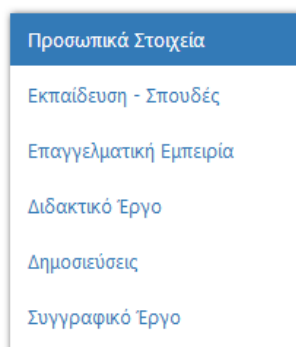 Προσωπικά Στοιχεία
Εκπαίδευση - Σπουδές
Επαγγελματική Εμπειρία
Διδακτικό Έργο
Δημοσιεύσεις
Συγγραφικό Έργο